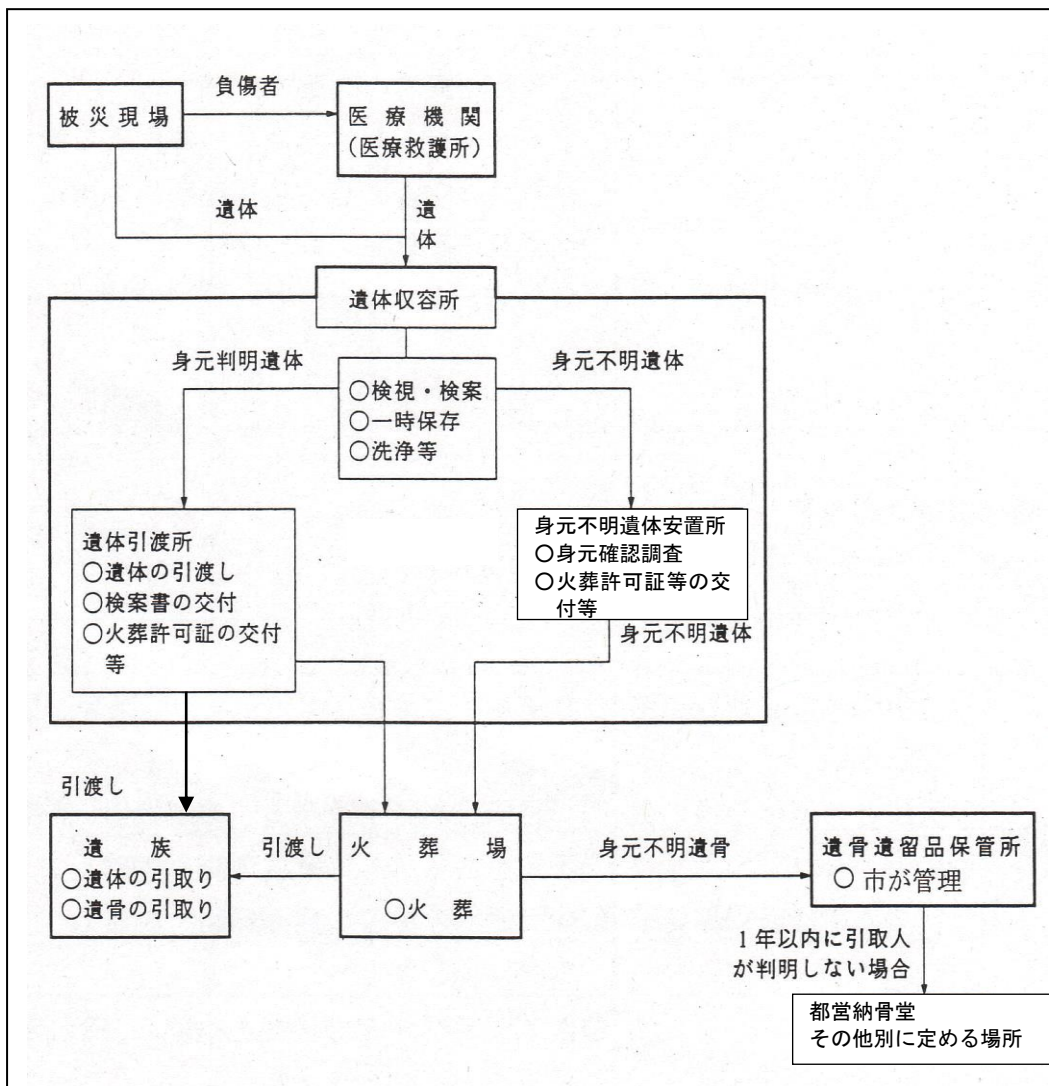 負傷者
被災現場
医療機関
(医療救護所)
遺体
遺体
遺体収容所
身元判明遺体
身元不明遺体
○検視・検案
○一時保存
○洗浄等
遺体引渡所
○遺体の引渡し
○検案書の交付
○火葬許可証の交付
等
身元不明遺体安置所
○身元確認調査
○火葬許可証等の交
付等
身元不明遺体
引渡し
遺族
○遺体の引取り
○遺骨の引取り
引渡し
火葬場
○火葬
身元不明遺骨
遺骨遺留品保管所
○ 市が管理
1年以内に引取人
が判明しない場合
都営納骨堂
その他別に定める場所